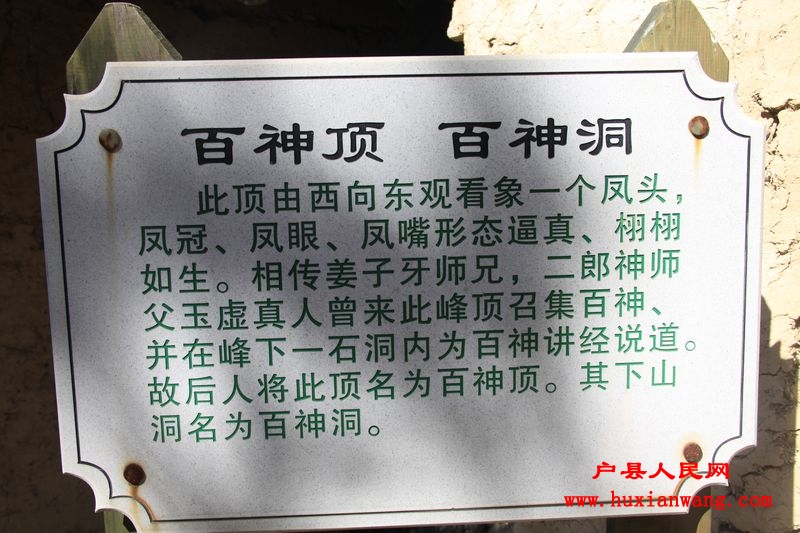 百神顶 百神洞
此顶由西向东观看象一个凤头，
凤冠、凤眼、凤嘴形态逼真、栩栩
如生。相传姜子牙师兄，二郎神师
父玉虚真人曾来此峰顶召集百神、
并在峰下一石洞内为百神讲经说道。
故后人将此顶名为百神顶。其下山
洞名为百神洞。
户县人民网
www.huxianwang.com